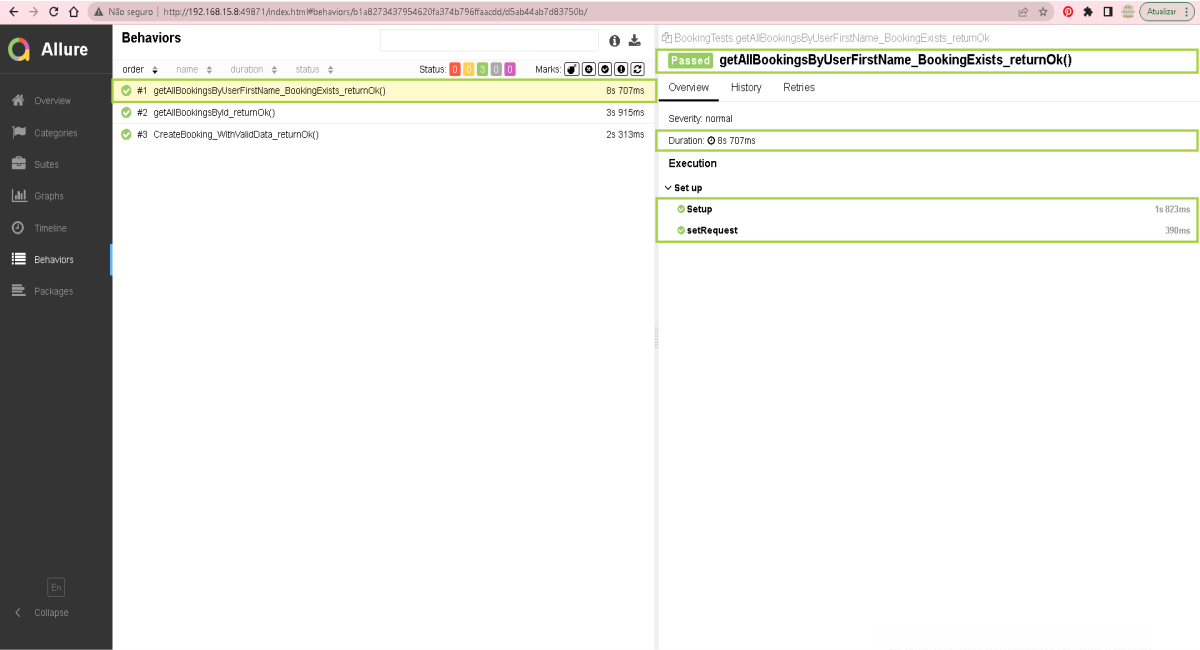 Não seguro | http://192.168.15.8:49871/index.html#behaviors/b1a8273437954620fa374b796ffaacdd/d5ab44ab7d83750b/
Atualizar
Allure
Overview
Categories
Suites
Graphs
Timeline
Behaviors
Packages
En
Collapse
Behaviors
order name duration status Status: 0 0 3 0 0 Marks:
#1 getAllBookingsByUserFirstName_BookingExists_returnOk() 8s 707ms
#2 getAllBookingsById_returnOk() 3s 915ms
#3 CreateBooking_WithValidData_returnOk() 2s 313ms
BookingTests.getAllBookingsByUserFirstName_BookingExists_returnOk
Passed getAllBookingsByUserFirstName_BookingExists_returnOk()
Overview History Retries
Severity: normal
Duration: 8s 707ms
Execution
Set up
Setup 1s 823ms
setRequest 390ms